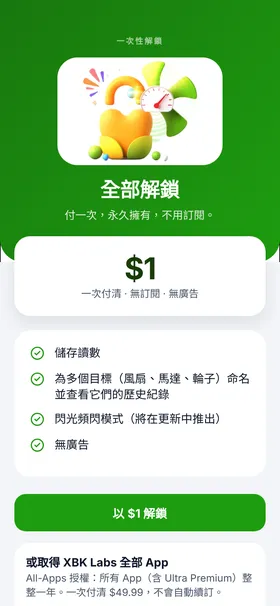 一次性解鎖
全部解鎖
付一次，永久擁有，不用訂閱。
$1
一次付清 · 無訂閱 · 無廣告
儲存讀數
為多個目標（風扇、馬達、輪子）命名
並查看它們的歷史紀錄
閃光頻閃模式（將在更新中推出）
無廣告
以 $1 解鎖
或取得 XBK Labs 全部 App
All-Apps 授權：所有 App（含 Ultra Premium）整
整一年。一次付清 $49.99，不會自動續訂。